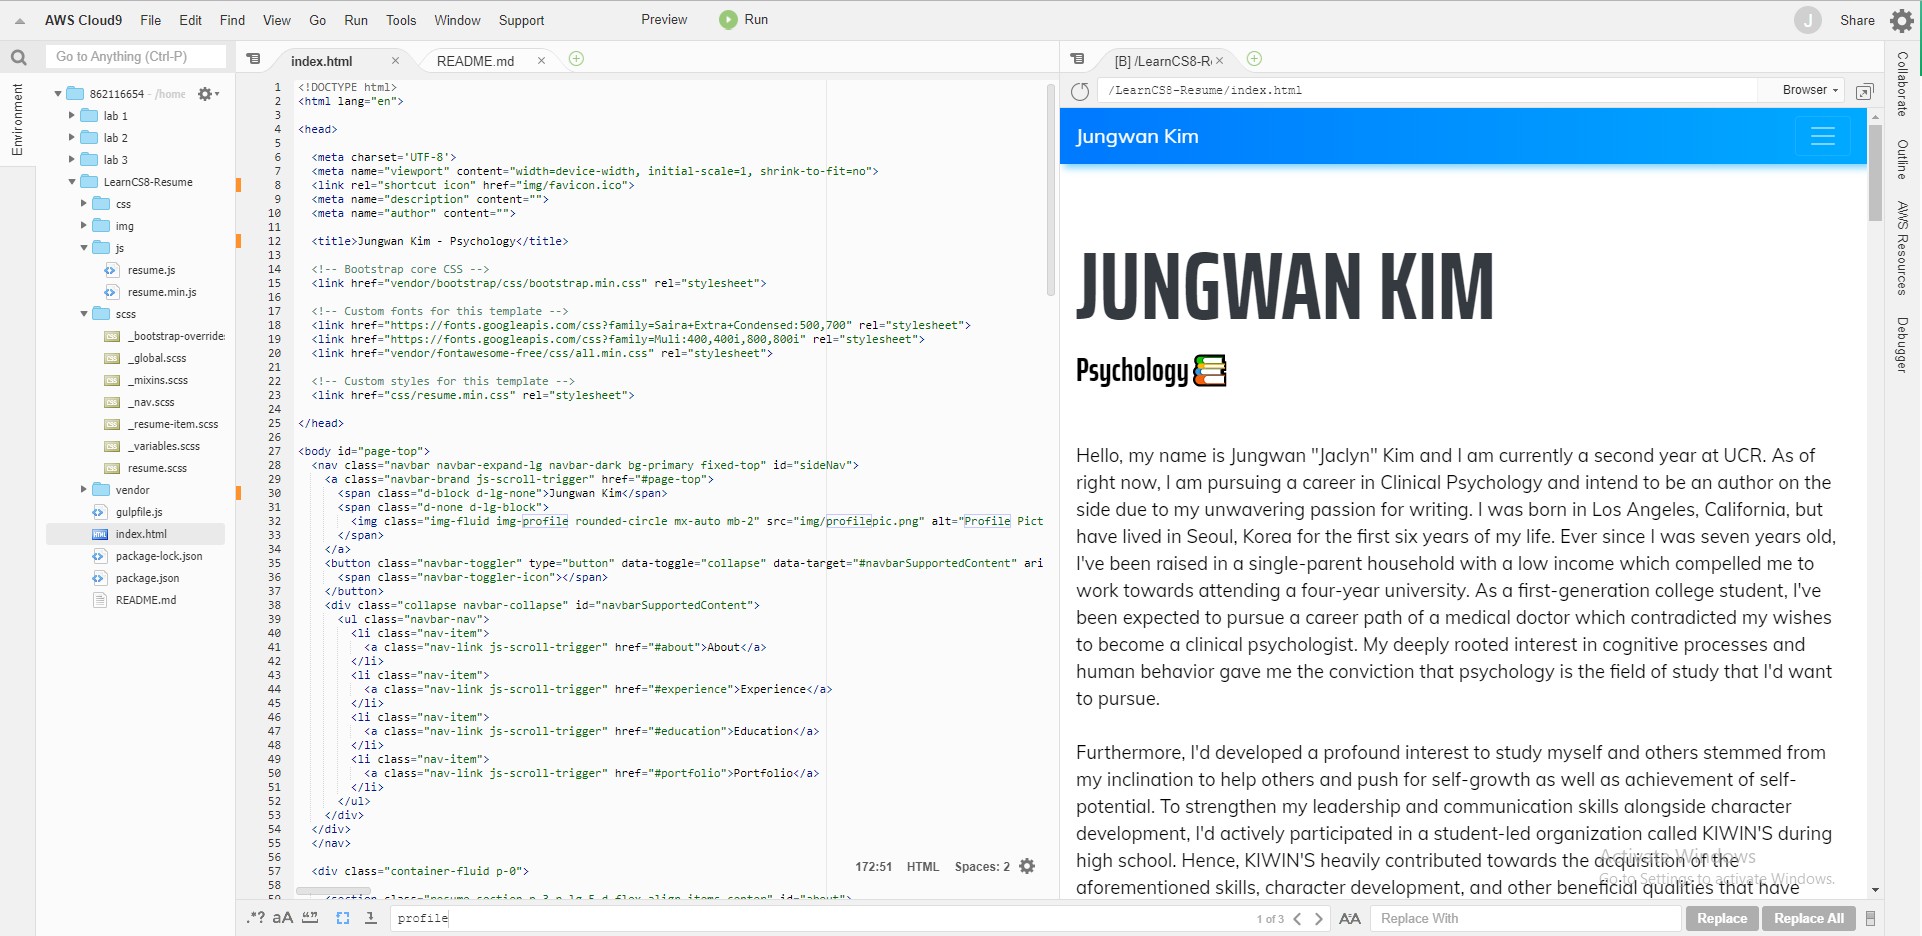 AWS Cloud9 File Edit Find View Go Run Tools Window Support Preview Run J Share
Go to Anything (Ctrl-P)
Environment
862116654 - /home
lab 1
lab 2
lab 3
LearnCS8-Resume
css
img
js
resume.js
resume.min.js
scss
_bootstrap-overrides
_global.scss
_mixins.scss
_nav.scss
_resume-item.scss
_variables.scss
resume.scss
vendor
gulpfile.js
index.html
package-lock.json
package.json
README.md
index.html README.md
1 <!DOCTYPE html>
2 <html lang="en">
3
4 <head>
5
6 <meta charset='UTF-8'>
7 <meta name="viewport" content="width=device-width, initial-scale=1, shrink-to-fit=no">
8 <link rel="shortcut icon" href="img/favicon.ico">
9 <meta name="description" content="">
10 <meta name="author" content="">
11
12 <title>Jungwan Kim - Psychology</title>
13
14 <!-- Bootstrap core CSS -->
15 <link href="vendor/bootstrap/css/bootstrap.min.css" rel="stylesheet">
16
17 <!-- Custom fonts for this template -->
18 <link href="https://fonts.googleapis.com/css?family=Saira+Extra+Condensed:500,700" rel="stylesheet">
19 <link href="https://fonts.googleapis.com/css?family=Muli:400,400i,800,800i" rel="stylesheet">
20 <link href="vendor/fontawesome-free/css/all.min.css" rel="stylesheet">
21
22 <!-- Custom styles for this template -->
23 <link href="css/resume.min.css" rel="stylesheet">
24
25 </head>
26
27 <body id="page-top">
28 <nav class="navbar navbar-expand-lg navbar-dark bg-primary fixed-top" id="sideNav">
29 <a class="navbar-brand js-scroll-trigger" href="#page-top">
30 <span class="d-block d-lg-none">Jungwan Kim</span>
31 <span class="d-none d-lg-block">
32 <img class="img-fluid img-profile rounded-circle mx-auto mb-2" src="img/profilepic.png" alt="Profile Pict
33 </span>
34 </a>
35 <button class="navbar-toggler" type="button" data-toggle="collapse" data-target="#navbarSupportedContent" ari
36 <span class="navbar-toggler-icon"></span>
37 </button>
38 <div class="collapse navbar-collapse" id="navbarSupportedContent">
39 <ul class="navbar-nav">
40 <li class="nav-item">
41 <a class="nav-link js-scroll-trigger" href="#about">About</a>
42 </li>
43 <li class="nav-item">
44 <a class="nav-link js-scroll-trigger" href="#experience">Experience</a>
45 </li>
46 <li class="nav-item">
47 <a class="nav-link js-scroll-trigger" href="#education">Education</a>
48 </li>
49 <li class="nav-item">
50 <a class="nav-link js-scroll-trigger" href="#portfolio">Portfolio</a>
51 </li>
52 </ul>
53 </div>
54 </div>
55 </nav>
56
57 <div class="container-fluid p-0">
58
172:51 HTML Spaces: 2
.*? aA
profile
1 of 3
Replace With
Replace Replace All
[B] /LearnCS8-R
/LearnCS8-Resume/index.html Browser
Jungwan Kim
JUNGWAN KIM
Psychology
Hello, my name is Jungwan "Jaclyn" Kim and I am currently a second year at UCR. As of
right now, I am pursuing a career in Clinical Psychology and intend to be an author on the
side due to my unwavering passion for writing. I was born in Los Angeles, California, but
have lived in Seoul, Korea for the first six years of my life. Ever since I was seven years old,
I've been raised in a single-parent household with a low income which compelled me to
work towards attending a four-year university. As a first-generation college student, I've
been expected to pursue a career path of a medical doctor which contradicted my wishes
to become a clinical psychologist. My deeply rooted interest in cognitive processes and
human behavior gave me the conviction that psychology is the field of study that I'd want
to pursue.
Furthermore, I'd developed a profound interest to study myself and others stemmed from
my inclination to help others and push for self-growth as well as achievement of self-
potential. To strengthen my leadership and communication skills alongside character
development, I'd actively participated in a student-led organization called KIWIN'S during
high school. Hence, KIWIN'S heavily contributed towards the acquisition of the
aforementioned skills, character development, and other beneficial qualities that have
Activate Windows
Go to Settings to activate Windows.
Collaborate
Outline
AWS Resources
Debugger